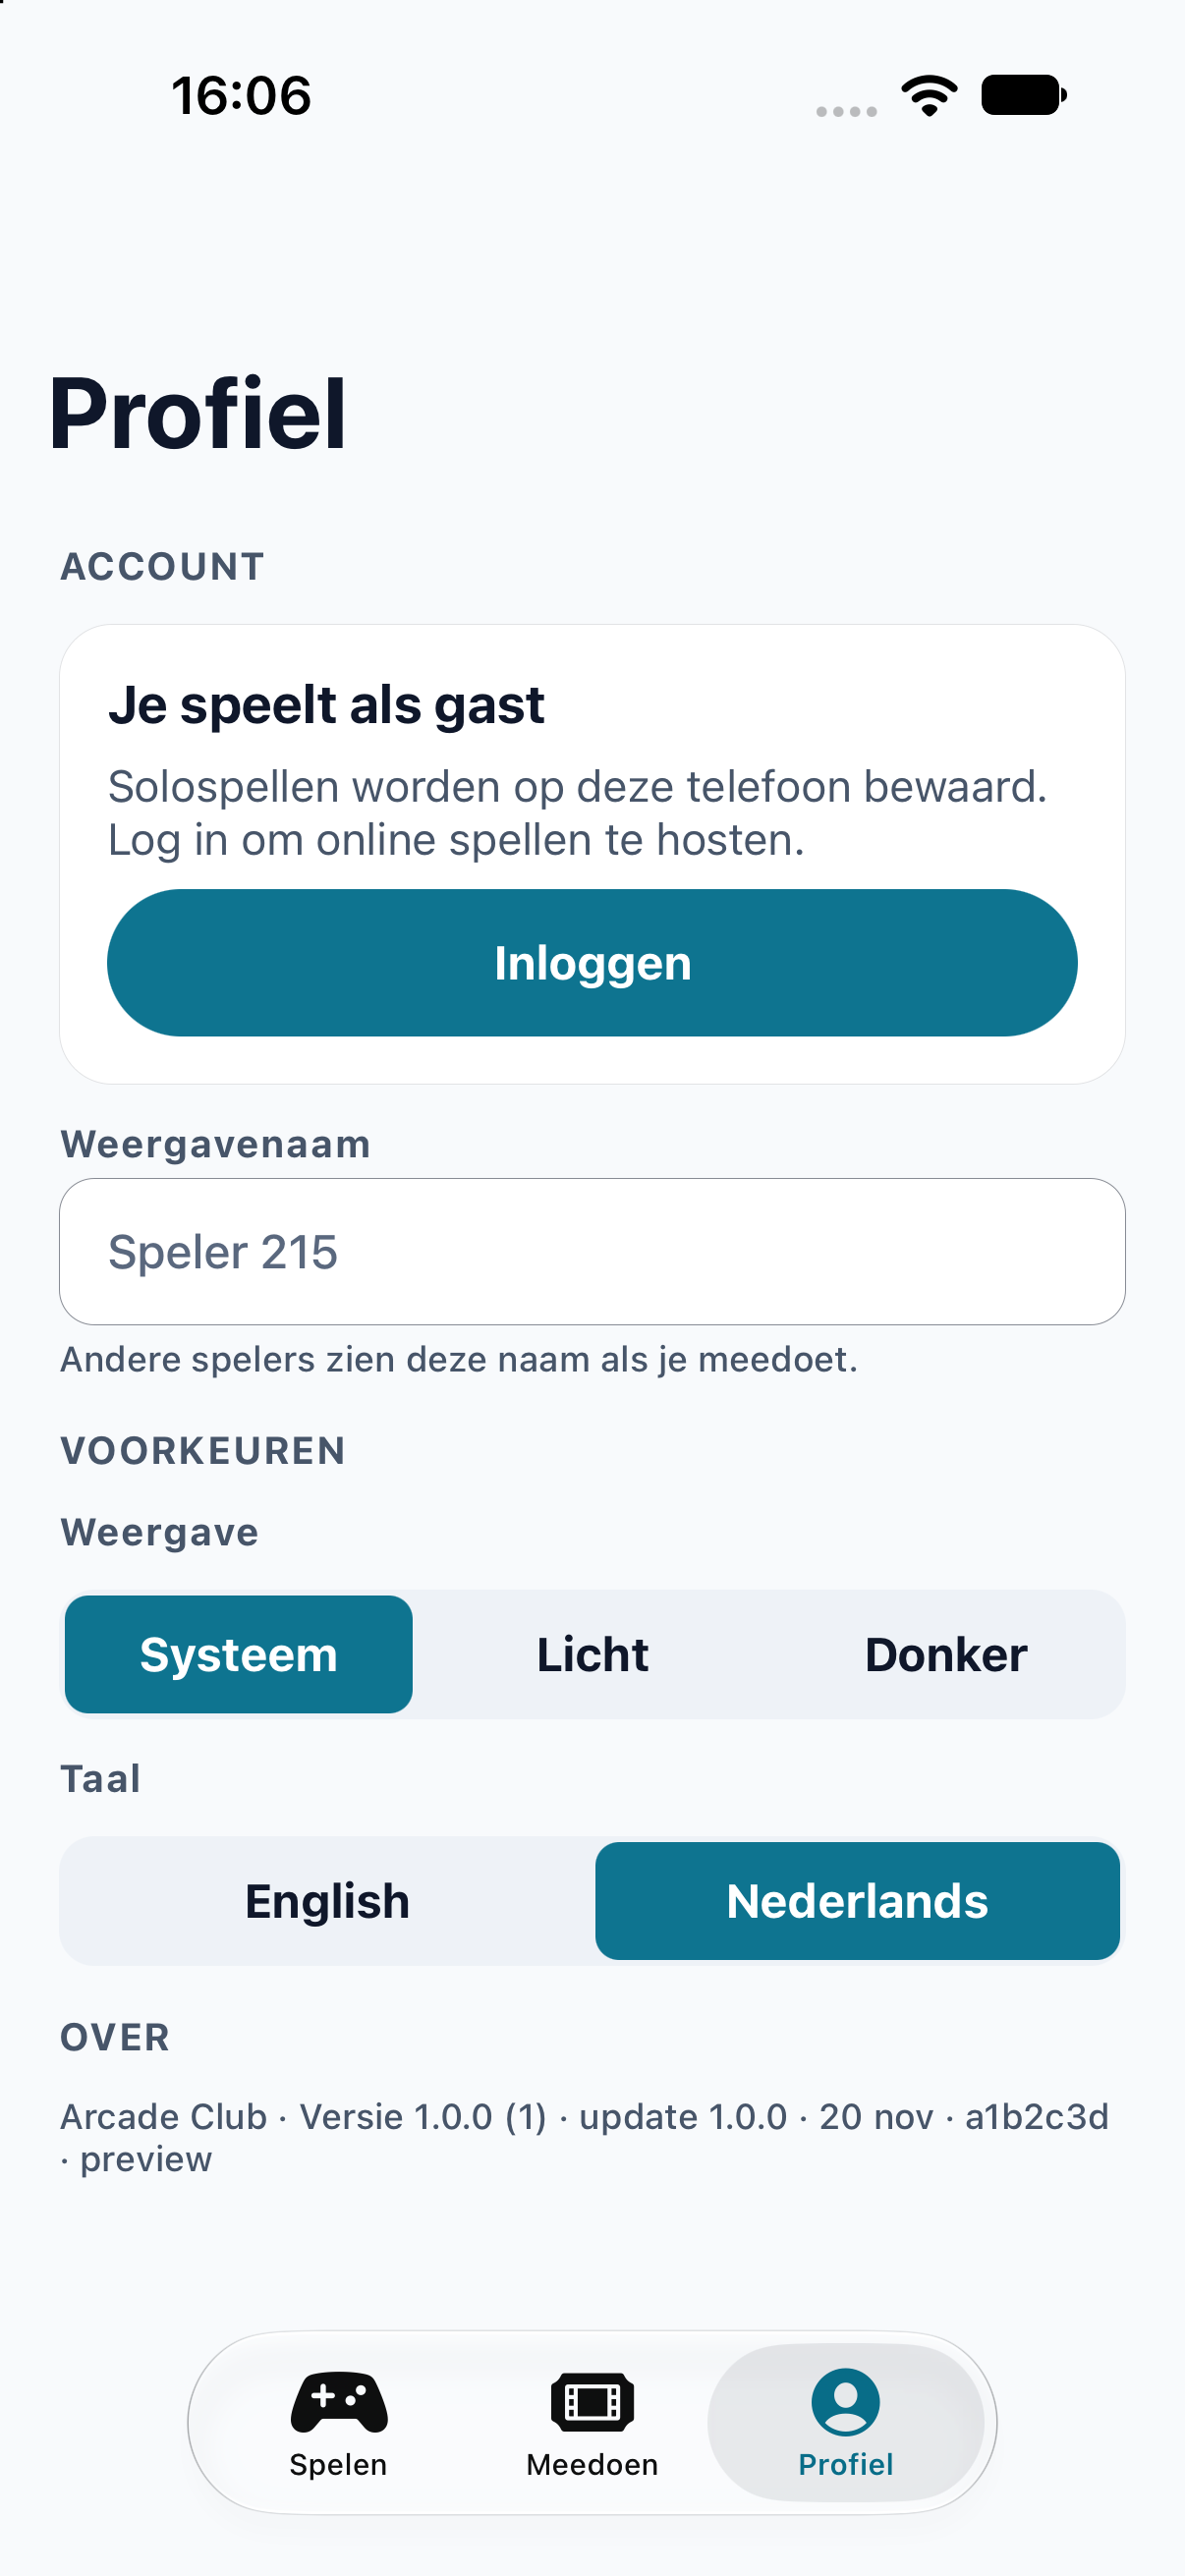 16:06
Profiel
ACCOUNT
Je speelt als gast
Solospellen worden op deze telefoon bewaard.
Log in om online spellen te hosten.
Inloggen
Weergavenaam
Speler 215
Andere spelers zien deze naam als je meedoet.
VOORKEUREN
Weergave
Systeem Licht Donker
Taal
English Nederlands
OVER
Arcade Club · Versie 1.0.0 (1) · update 1.0.0 · 20 nov · a1b2c3d
· preview
Spelen Meedoen Profiel